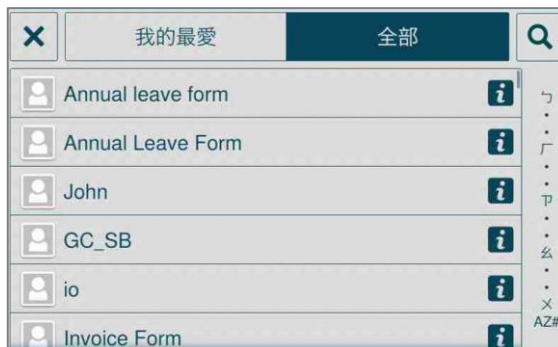 我的最愛
全部
Annual leave form
Annual Leave Form
John
GC_SB
io
Invoice Form
ㄅ
•
•
ㄏ
•
•
ㄗ
•
•
ㄠ
•
•
ㄨ
AZ#